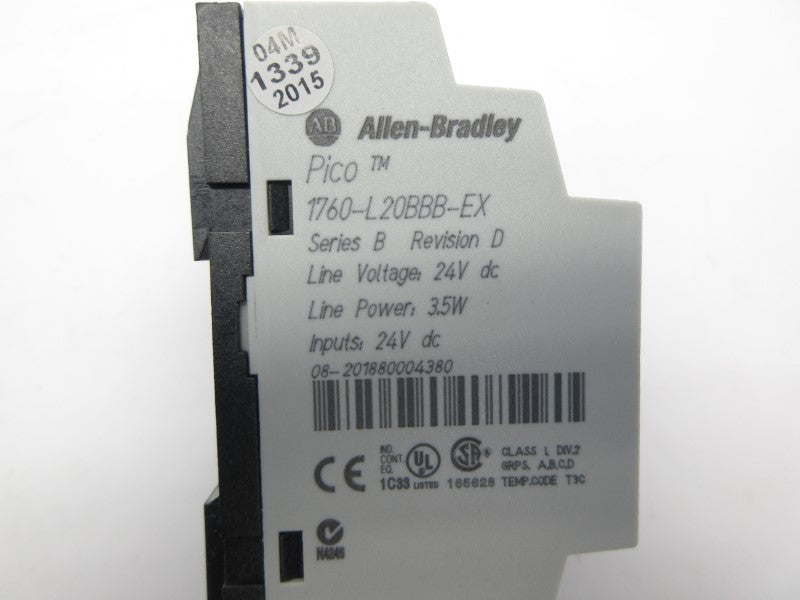 04M
1339
2015
AB Allen-Bradley
Pico ™
1760-L20BBB-EX
Series B Revision D
Line Voltage: 24V dc
Line Power: 3.5W
Inputs: 24V dc
08-201880004380
CE
IND. CONT. EQ.
1C33
UL
LISTED
SA ®
165628
CLASS I, DIV.2
GRPS. A,B,C,D
TEMP.CODE T3C
N4246